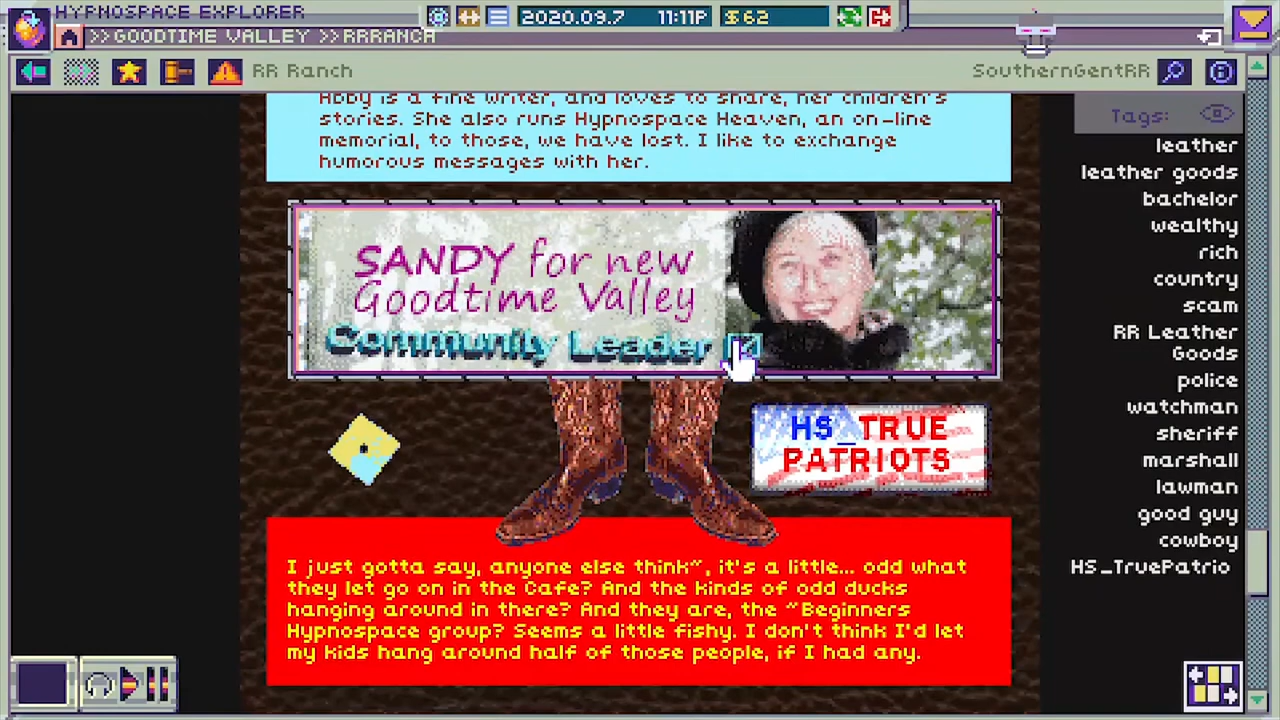 HYPNOSPACE EXPLORER
2020.09.7 11:11P $62
>>GOODTIME VALLEY >>RRRANCH
RR Ranch
SouthernGentRR
Abby is a fine writer, and loves to share, her children's
stories. She also runs Hypnospace Heaven, an on-line
memorial, to those, we have lost. I like to exchange
humorous messages with her.
SANDY for new
Goodtime Valley
Community Leader
HS_TRUE
PATRIOTS
I just gotta say, anyone else think~, it's a little... odd what
they let go on in the Cafe? And the kinds of odd ducks
hanging around in there? And they are, the ~Beginners
Hypnospace group? Seems a little fishy. I don't think I'd let
my kids hang around half of those people, if I had any.
Tags:
leather
leather goods
bachelor
wealthy
rich
country
scam
RR Leather
Goods
police
watchman
sheriff
marshall
lawman
good guy
cowboy
HS_TruePatrio